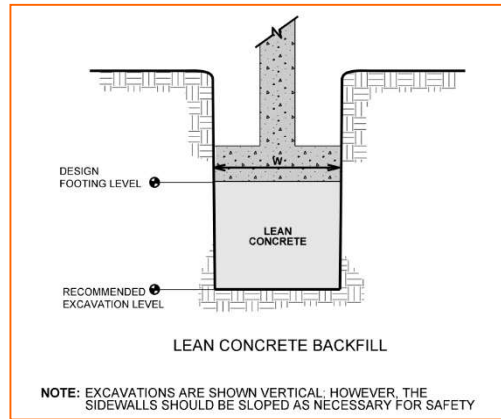 W
DESIGN
FOOTING LEVEL
LEAN
CONCRETE
RECOMMENDED
EXCAVATION LEVEL
LEAN CONCRETE BACKFILL
NOTE: EXCAVATIONS ARE SHOWN VERTICAL; HOWEVER, THE
SIDEWALLS SHOULD BE SLOPED AS NECESSARY FOR SAFETY